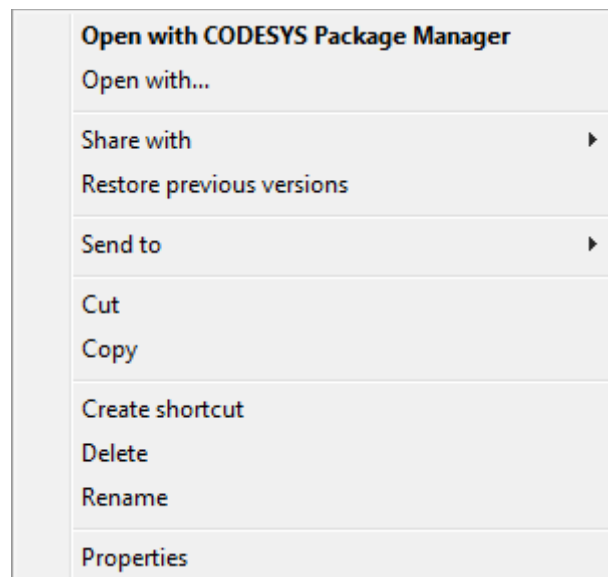 Open with CODESYS Package Manager
Open with...
Share with
Restore previous versions
Send to
Cut
Copy
Create shortcut
Delete
Rename
Properties